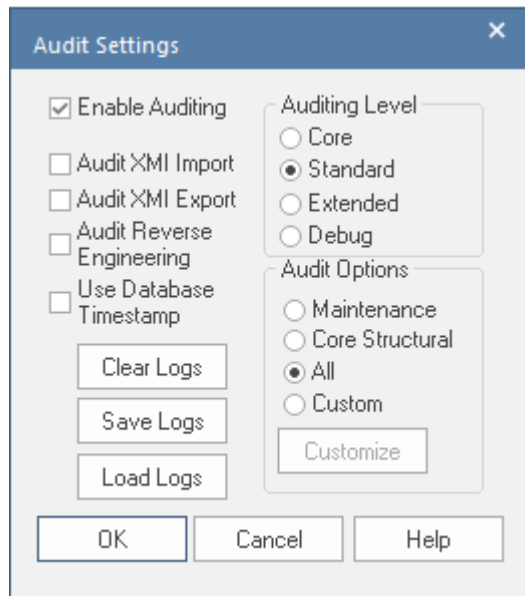 Audit Settings
Enable Auditing
Audit XMI Import
Audit XMI Export
Audit Reverse
Engineering
Use Database
Timestamp
Clear Logs
Save Logs
Load Logs
Auditing Level
Core
Standard
Extended
Debug
Audit Options
Maintenance
Core Structural
All
Custom
Customize
OK
Cancel
Help